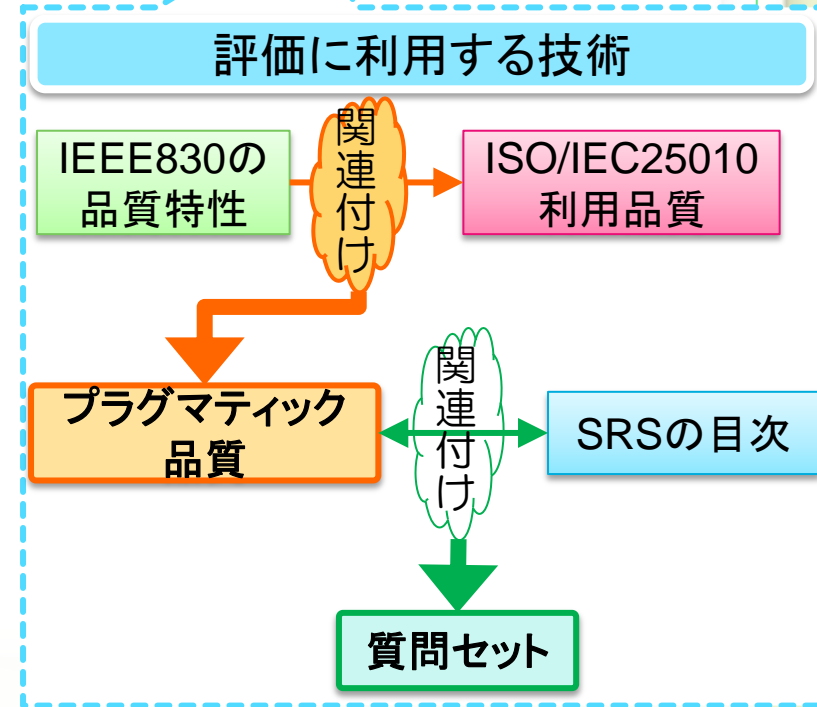 評価に利用する技術
IEEE830の
品質特性
関連付け
ISO/IEC25010
利用品質
プラグマティック
品質
関連付け
SRSの目次
質問セット